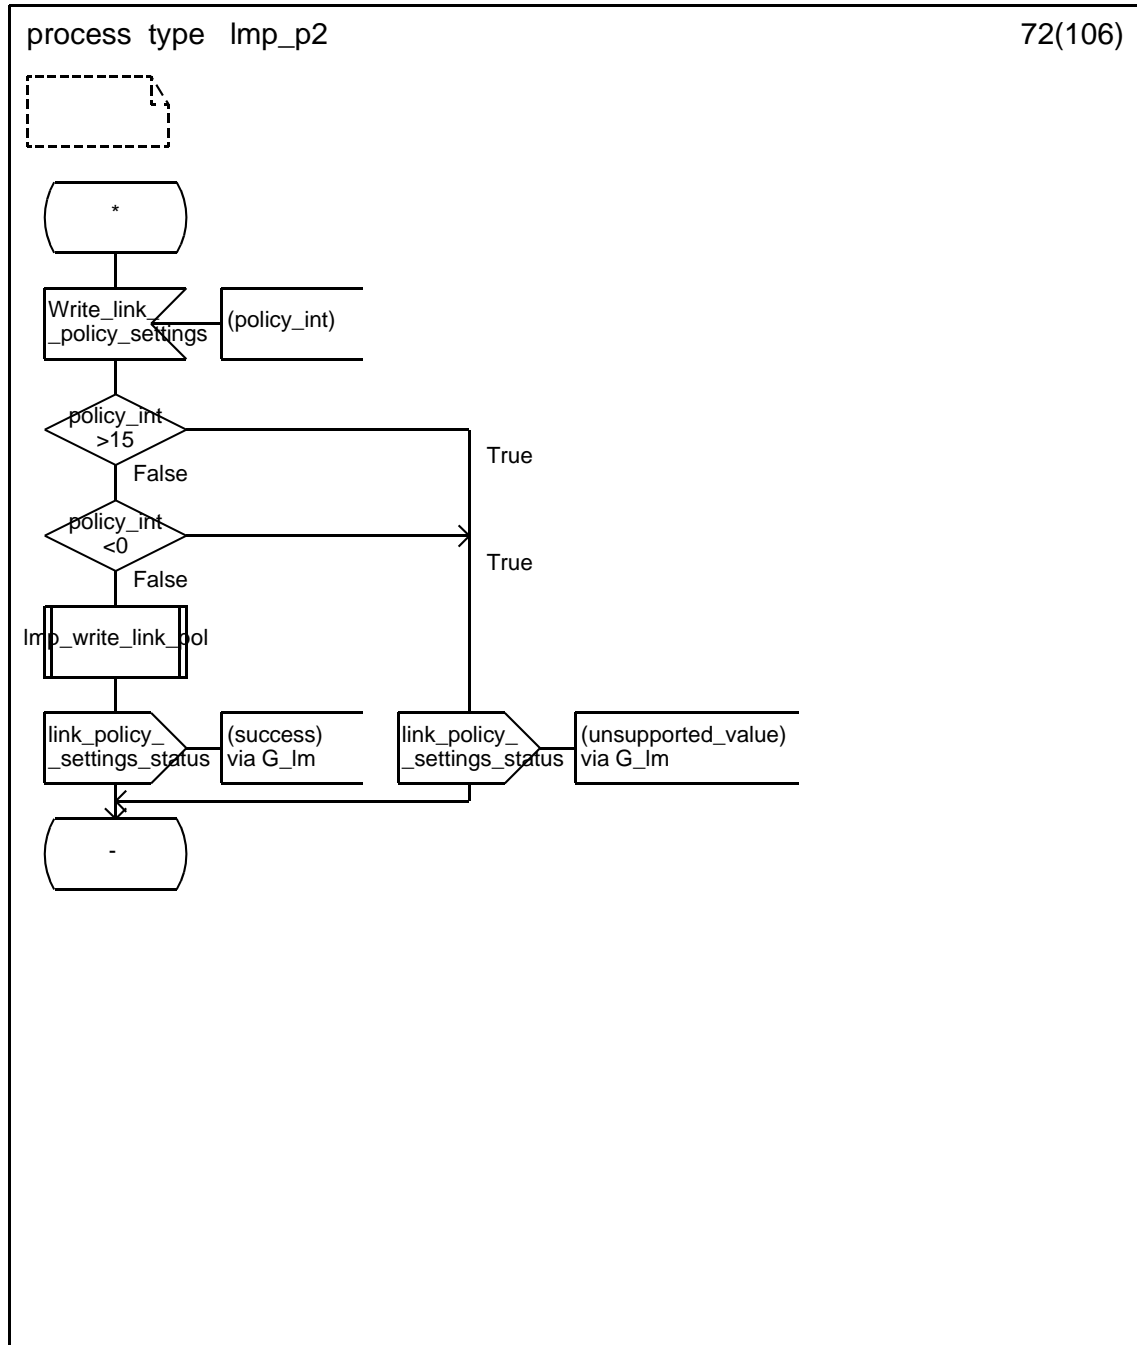 process type lmp_p2
72(106)
*
Write_link_
_policy_settings
(policy_int)
policy_int
>15
True
False
policy_int
<0
True
False
lmp_write_link_pol
link_policy_
_settings_status
(success)
via G_lm
link_policy_
_settings_status
(unsupported_value)
via G_lm
-